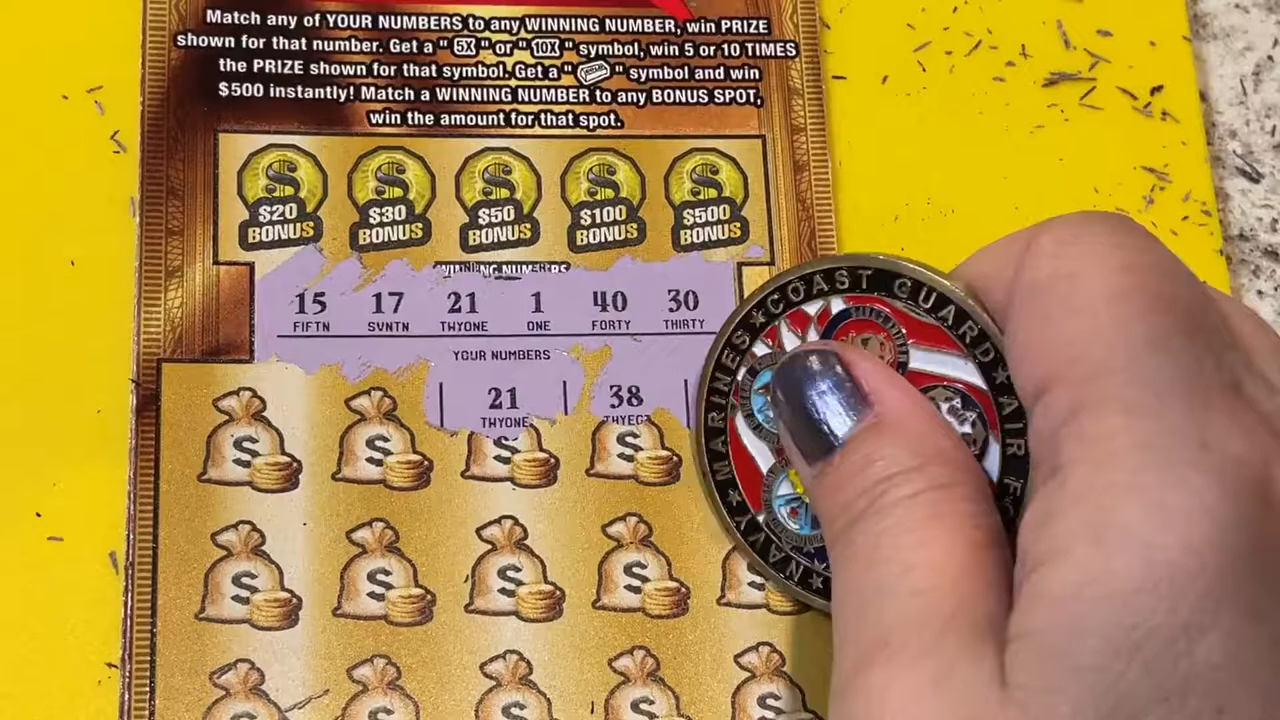 Match any of YOUR NUMBERS to any WINNING NUMBER, win PRIZE
shown for that number. Get a " 5X " or " 10X " symbol, win 5 or 10 TIMES
the PRIZE shown for that symbol. Get a " " symbol and win
$500 instantly! Match a WINNING NUMBER to any BONUS SPOT,
win the amount for that spot.
$20 $30 $50 $100 $500
BONUS BONUS BONUS BONUS BONUS
WINNING NUMBERS
15 17 21 1 40 30
FIFTN SVNTN TWYONE ONE FORTY THIRTY
YOUR NUMBERS
21 38
TWYONE THYEGT
NAVY ★ MARINES ★ COAST GUARD ★ AIR F